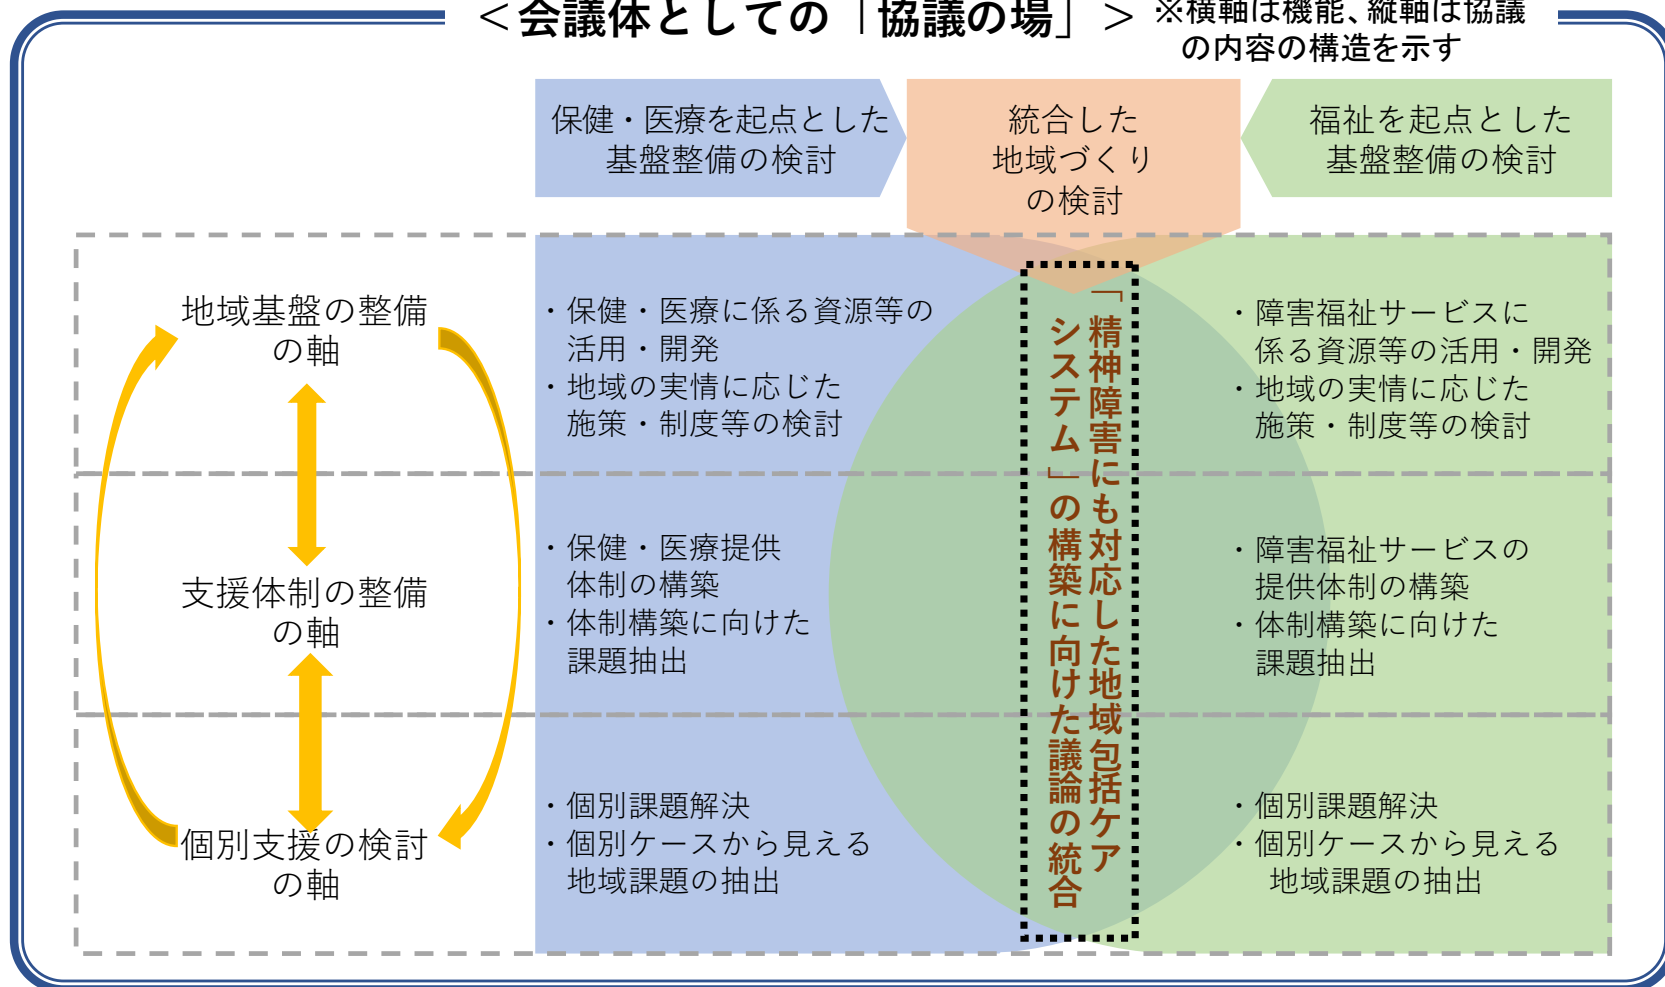 ＜会議体としての「協議の場」＞
※横軸は機能、縦軸は協議
の内容の構造を示す
保健・医療を起点とした
基盤整備の検討
統合した
地域づくり
の検討
福祉を起点とした
基盤整備の検討
地域基盤の整備
の軸
・保健・医療に係る資源等の
活用・開発
・地域の実情に応じた
施策・制度等の検討
「精神障害にも対応した地域包括ケア
システム」の構築に向けた議論の統合
・障害福祉サービスに
係る資源等の活用・開発
・地域の実情に応じた
施策・制度等の検討
支援体制の整備
の軸
・保健・医療提供
体制の構築
・体制構築に向けた
課題抽出
・障害福祉サービスの
提供体制の構築
・体制構築に向けた
課題抽出
個別支援の検討
の軸
・個別課題解決
・個別ケースから見える
地域課題の抽出
・個別課題解決
・個別ケースから見える
地域課題の抽出